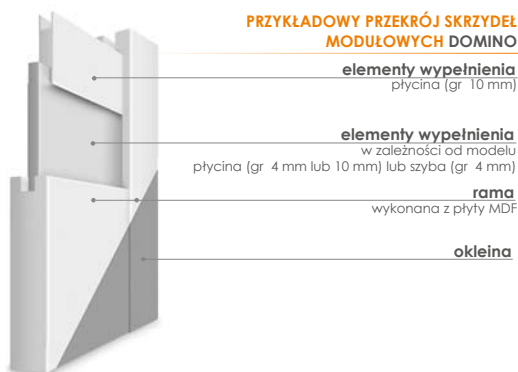 PRZYKŁADOWY PRZEKRÓJ SKRZYDEŁ
MODUŁOWYCH DOMINO
elementy wypełnienia
płycina (gr 10 mm)
elementy wypełnienia
w zależności od modelu
płycina (gr 4 mm lub 10 mm) lub szyba (gr 4 mm)
rama
wykonana z płyty MDF
okleina